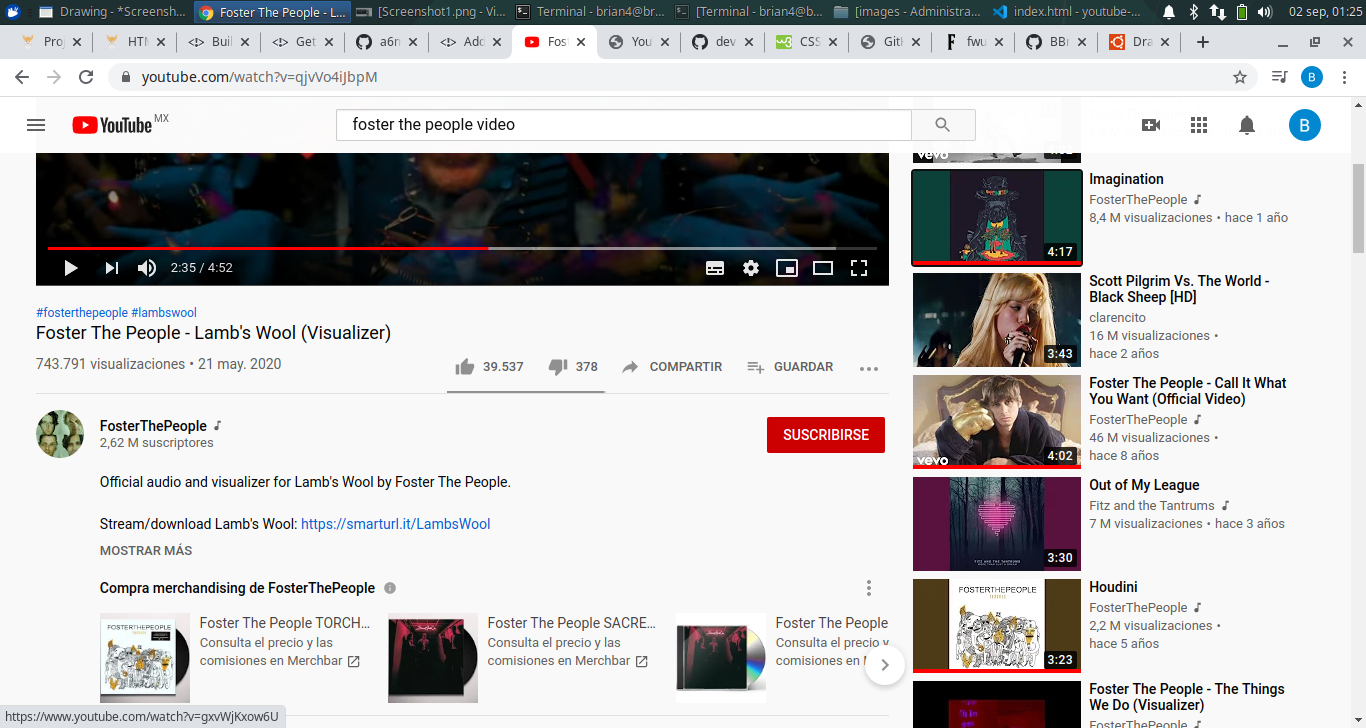 Drawing - *Screensh...
Foster The People - L...
[Screenshot1.png - Vi...
Terminal - brian4@br...
[Terminal - brian4@b...
[images - Administra...
index.html - youtube-...
02 sep, 01:25
Pro
HTM
Buil
Get
a6n
Add
Fost
You
dev
CSS
Gith
fwu
BBr
Dra
youtube.com/watch?v=qjvVo4iJbpM
B
YouTube MX
foster the people video
B
vevo
Imagination
FosterThePeople
8,4 M visualizaciones • hace 1 año
4:17
2:35 / 4:52
Scott Pilgrim Vs. The World -
Black Sheep [HD]
clarencito
16 M visualizaciones •
hace 2 años
3:43
#fosterthepeople #lambswool
Foster The People - Lamb's Wool (Visualizer)
743.791 visualizaciones • 21 may. 2020
39.537
378
COMPARTIR
GUARDAR
Foster The People - Call It What
You Want (Official Video)
FosterThePeople
46 M visualizaciones •
hace 8 años
vevo
4:02
FosterThePeople
2,62 M suscriptores
SUSCRIBIRSE
Official audio and visualizer for Lamb's Wool by Foster The People.
Stream/download Lamb's Wool: https://smarturl.it/LambsWool
MOSTRAR MÁS
Out of My League
Fitz and the Tantrums
7 M visualizaciones • hace 3 años
FITZ AND THE TANTRUMS
3:30
Compra merchandising de FosterThePeople
FOSTERTHEPEOPLE
Foster The People TORCH...
Consulta el precio y las
comisiones en Merchbar
Foster The People SACRE...
Consulta el precio y las
comisiones en Merchbar
Foster The People
Consulta el precio y
comisiones en
Houdini
FosterThePeople
2,2 M visualizaciones •
hace 5 años
FOSTERTHEPEOPLE
3:23
Foster The People - The Things
We Do (Visualizer)
FosterThePeople
https://www.youtube.com/watch?v=gxvWjKxow6U